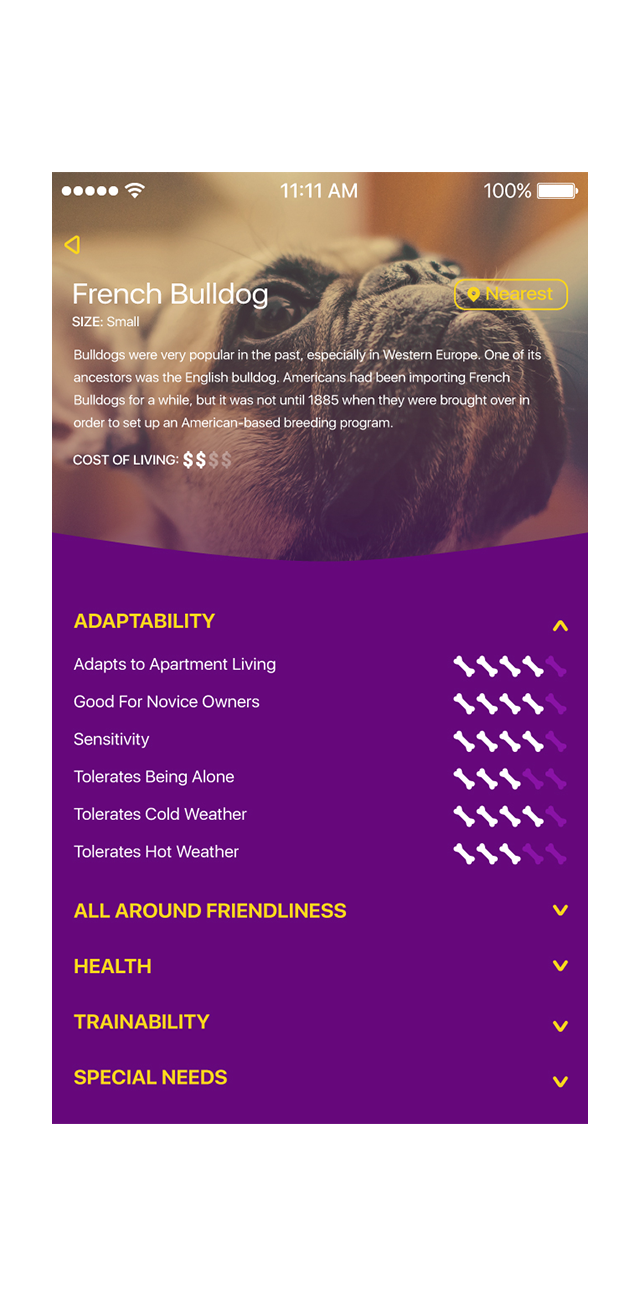 11:11 AM
100%
French Bulldog
Nearest
SIZE: Small
Bulldogs were very popular in the past, especially in Western Europe. One of its
ancestors was the English bulldog. Americans had been importing French
Bulldogs for a while, but it was not until 1885 when they were brought over in
order to set up an American-based breeding program.
COST OF LIVING: $$$$
ADAPTABILITY
Adapts to Apartment Living
Good For Novice Owners
Sensitivity
Tolerates Being Alone
Tolerates Cold Weather
Tolerates Hot Weather
ALL AROUND FRIENDLINESS
HEALTH
TRAINABILITY
SPECIAL NEEDS